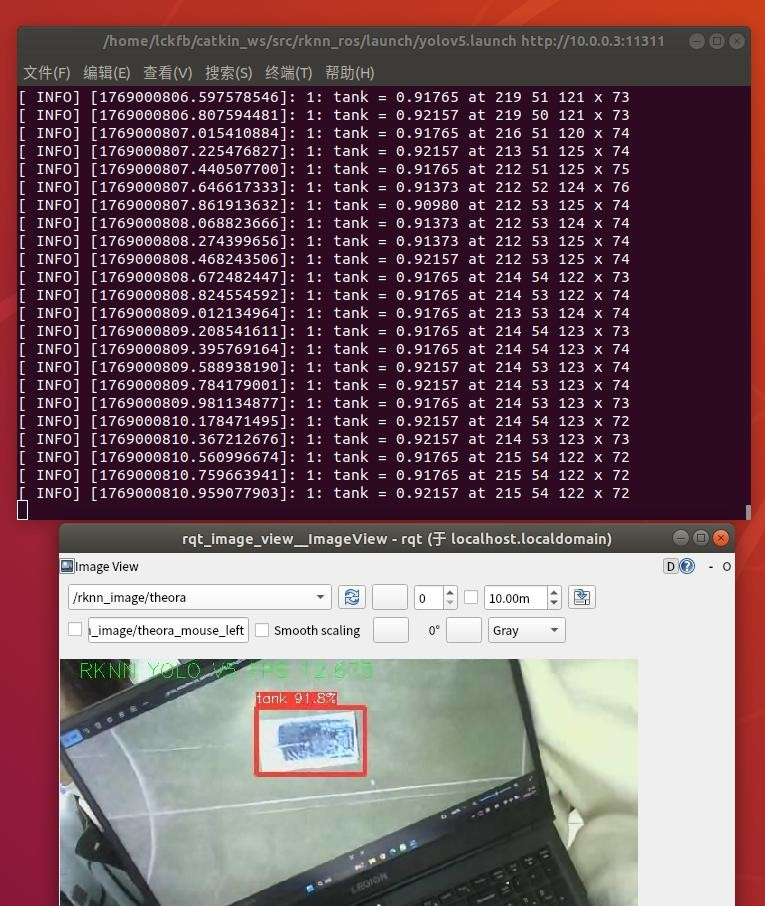 /home/lckfb/catkin_ws/src/rknn_ros/launch/yolov5.launch http://10.0.0.3:11311
文件(F) 编辑(E) 查看(V) 搜索(S) 终端(T) 帮助(H)
[ INFO] [1769000806.597578546]: 1: tank = 0.91765 at 219 51 121 x 73
[ INFO] [1769000806.807594481]: 1: tank = 0.92157 at 219 50 121 x 73
[ INFO] [1769000807.015410884]: 1: tank = 0.91765 at 216 51 120 x 74
[ INFO] [1769000807.225476827]: 1: tank = 0.92157 at 213 51 125 x 74
[ INFO] [1769000807.440507700]: 1: tank = 0.91765 at 212 51 125 x 75
[ INFO] [1769000807.646617333]: 1: tank = 0.91373 at 212 52 124 x 76
[ INFO] [1769000807.861913632]: 1: tank = 0.90980 at 212 53 125 x 74
[ INFO] [1769000808.068823666]: 1: tank = 0.91373 at 212 53 124 x 74
[ INFO] [1769000808.274399656]: 1: tank = 0.91373 at 212 53 125 x 74
[ INFO] [1769000808.468243506]: 1: tank = 0.92157 at 212 53 125 x 74
[ INFO] [1769000808.672482447]: 1: tank = 0.91765 at 214 54 122 x 73
[ INFO] [1769000808.824554592]: 1: tank = 0.91765 at 214 53 122 x 74
[ INFO] [1769000809.012134964]: 1: tank = 0.91765 at 213 53 124 x 74
[ INFO] [1769000809.208541611]: 1: tank = 0.91765 at 214 54 123 x 73
[ INFO] [1769000809.395769164]: 1: tank = 0.91765 at 214 54 123 x 74
[ INFO] [1769000809.588938190]: 1: tank = 0.92157 at 214 53 123 x 74
[ INFO] [1769000809.784179001]: 1: tank = 0.92157 at 214 53 123 x 74
[ INFO] [1769000809.981134877]: 1: tank = 0.91765 at 214 53 123 x 73
[ INFO] [1769000810.178471495]: 1: tank = 0.92157 at 214 54 123 x 72
[ INFO] [1769000810.367212676]: 1: tank = 0.92157 at 214 53 123 x 73
[ INFO] [1769000810.560996674]: 1: tank = 0.91765 at 215 54 122 x 72
[ INFO] [1769000810.759663941]: 1: tank = 0.91765 at 215 54 122 x 72
[ INFO] [1769000810.959077903]: 1: tank = 0.92157 at 215 54 122 x 72
rqt_image_view__ImageView - rqt (于 localhost.localdomain)
Image View D ? - O
/rknn_image/theora 0 10.00m
_image/theora_mouse_left Smooth scaling 0° Gray
RKNN YOLO V5 FPS 12.673
tank 91.8%
LEGION